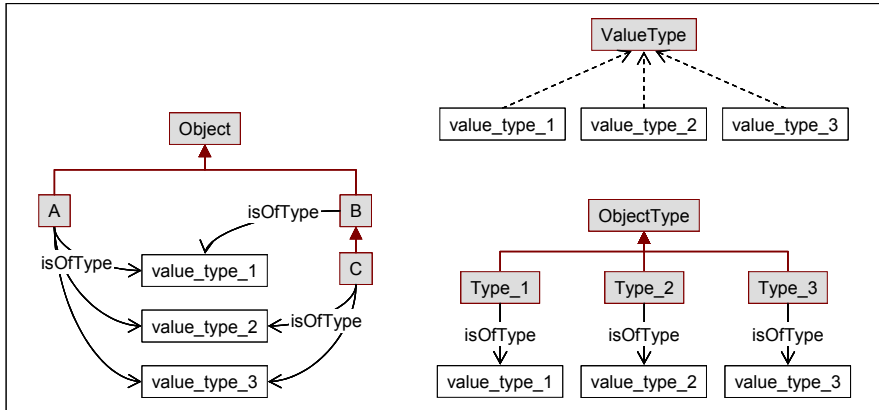 ValueType
value_type_1
value_type_2
value_type_3
Object
A
isOfType
B
ObjectType
isOfType
value_type_1
C
Type_1
Type_2
Type_3
value_type_2
isOfType
isOfType
isOfType
isOfType
value_type_3
value_type_1
value_type_2
value_type_3